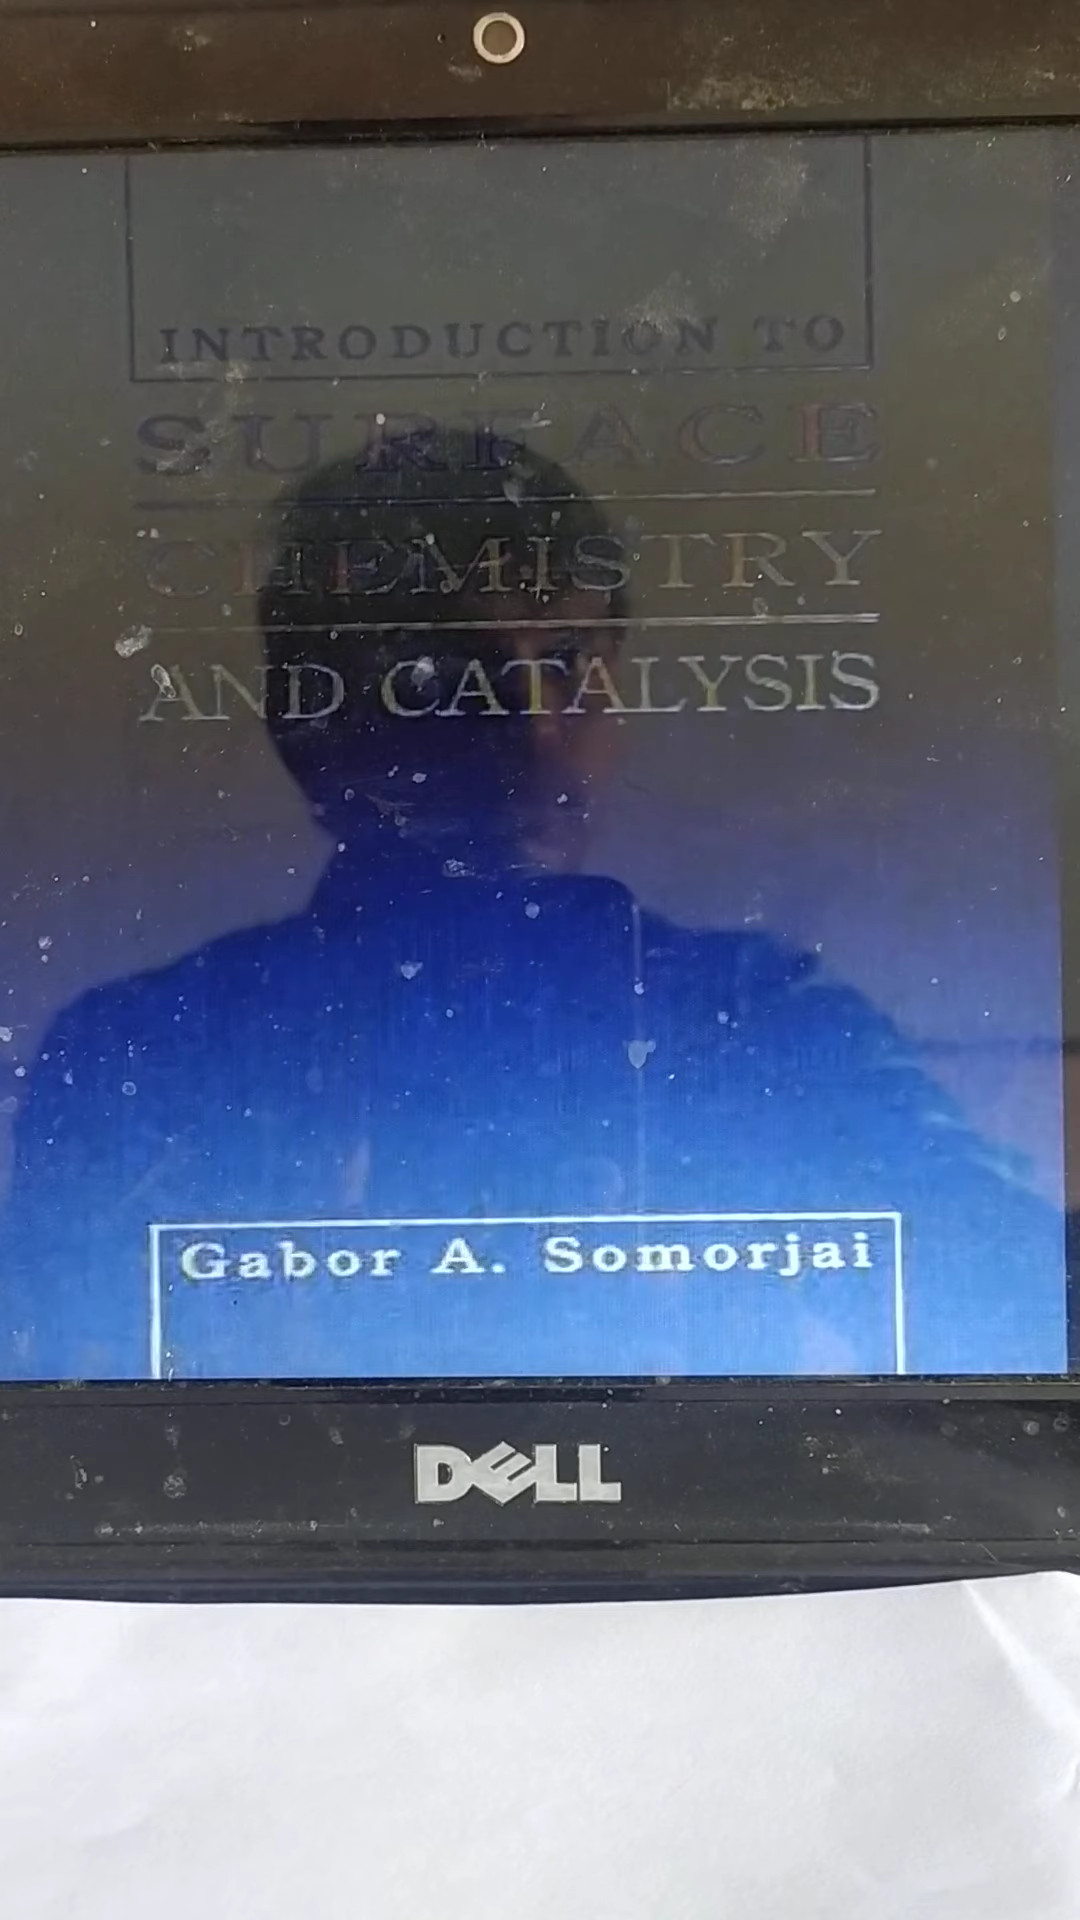 INTRODUCTION TO
SURFACE
CHEMISTRY
AND CATALYSIS
Gabor A. Somorjai
DELL